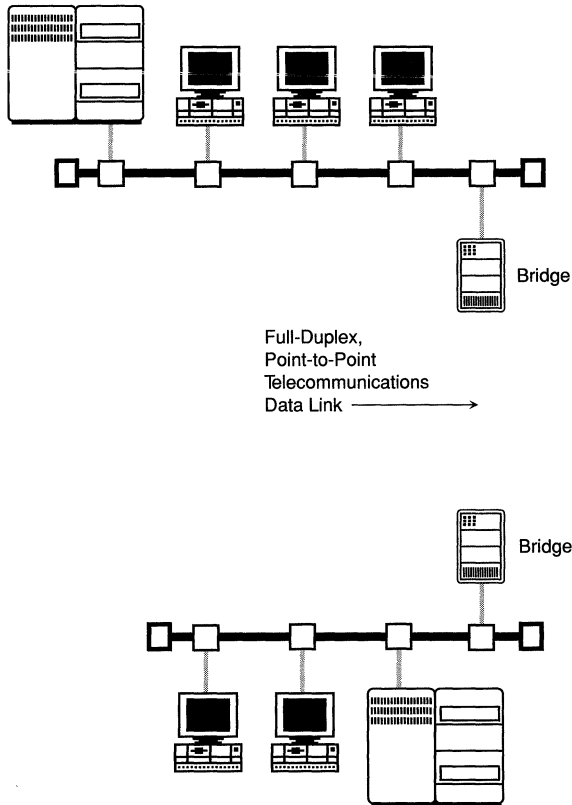 Bridge
Full-Duplex,
Point-to-Point
Telecommunications
Data Link
Bridge